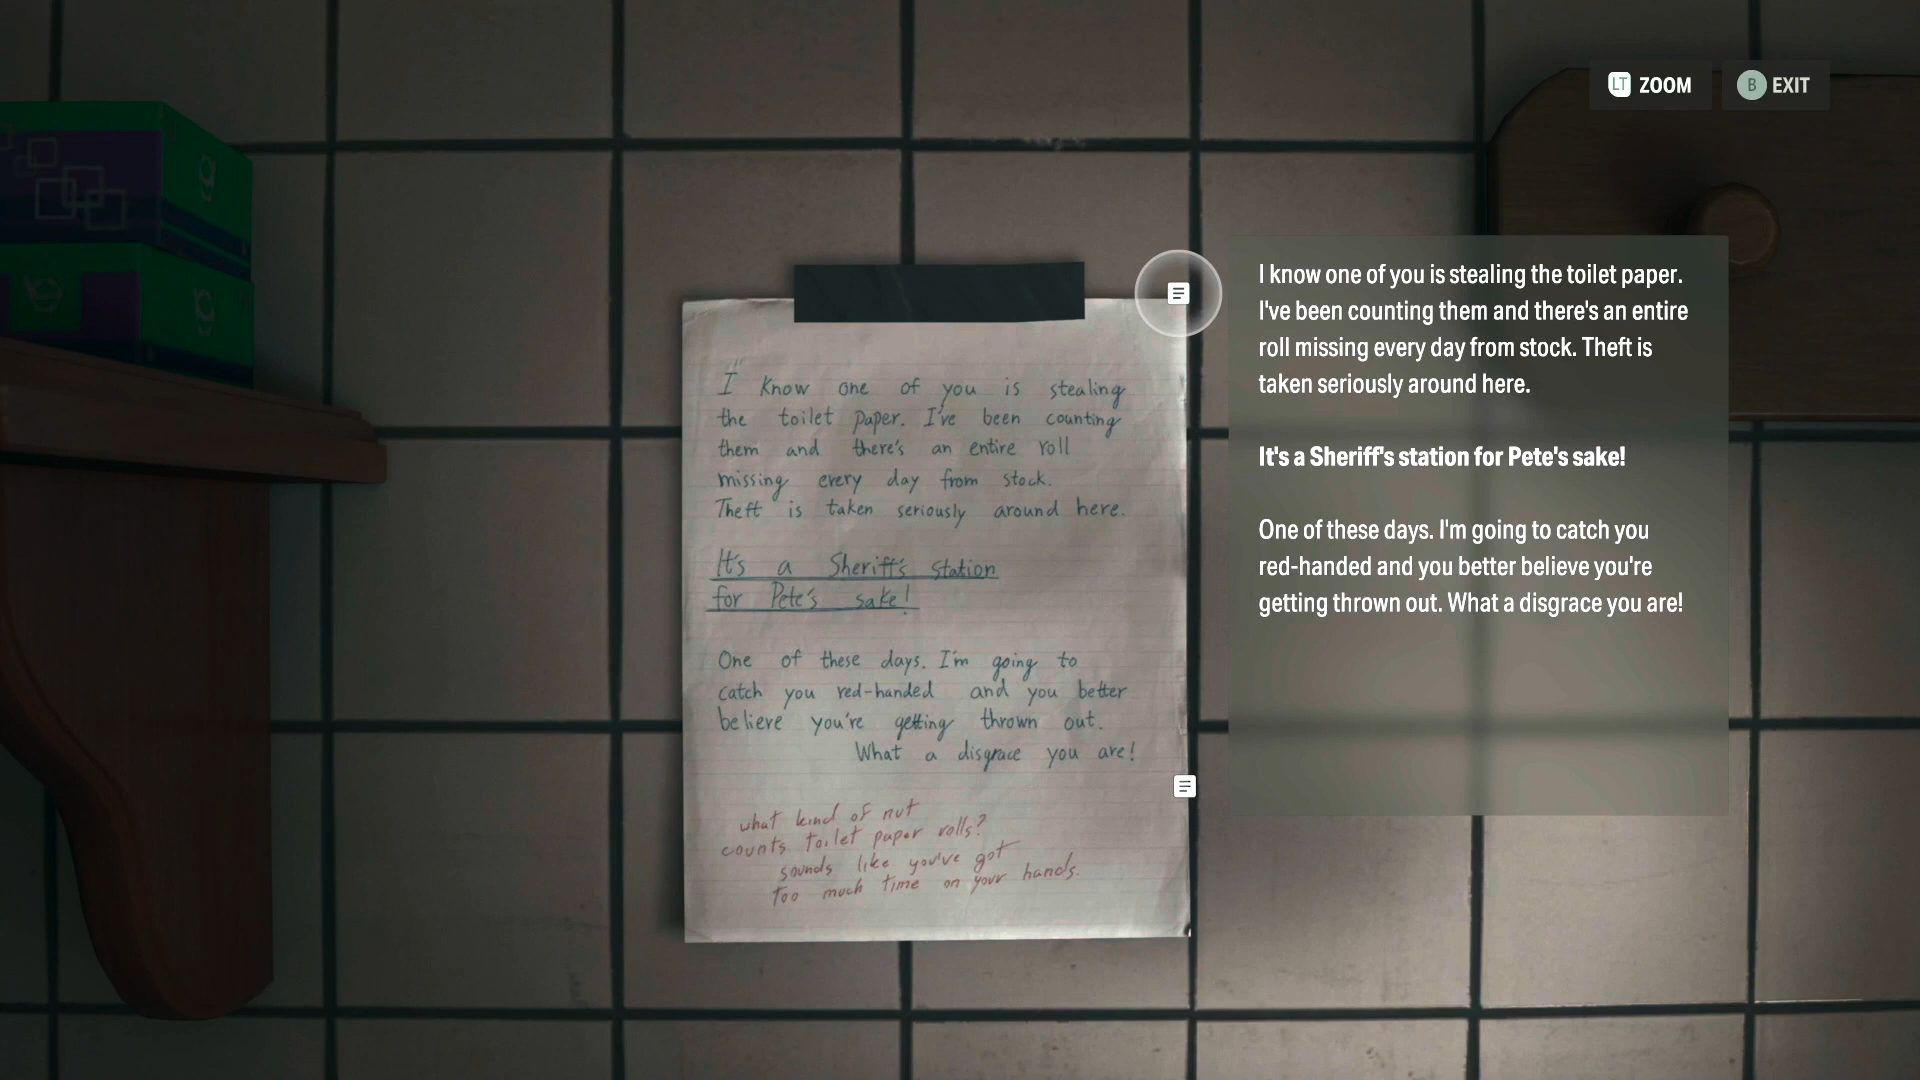 LT ZOOM
B EXIT
I know one of you is stealing
the toilet paper. I've been counting
them and there's an entire roll
missing every day from stock.
Theft is taken seriously around here.
It's a Sheriff's station
for Pete's sake!
One of these days. I'm going to
catch you red-handed and you better
believe you're getting thrown out.
What a disgrace you are!
what kind of nut
counts toilet paper rolls?
sounds like you've got
too much time on your hands.
I know one of you is stealing the toilet paper.
I've been counting them and there's an entire
roll missing every day from stock. Theft is
taken seriously around here.
It's a Sheriff's station for Pete's sake!
One of these days. I'm going to catch you
red-handed and you better believe you're
getting thrown out. What a disgrace you are!